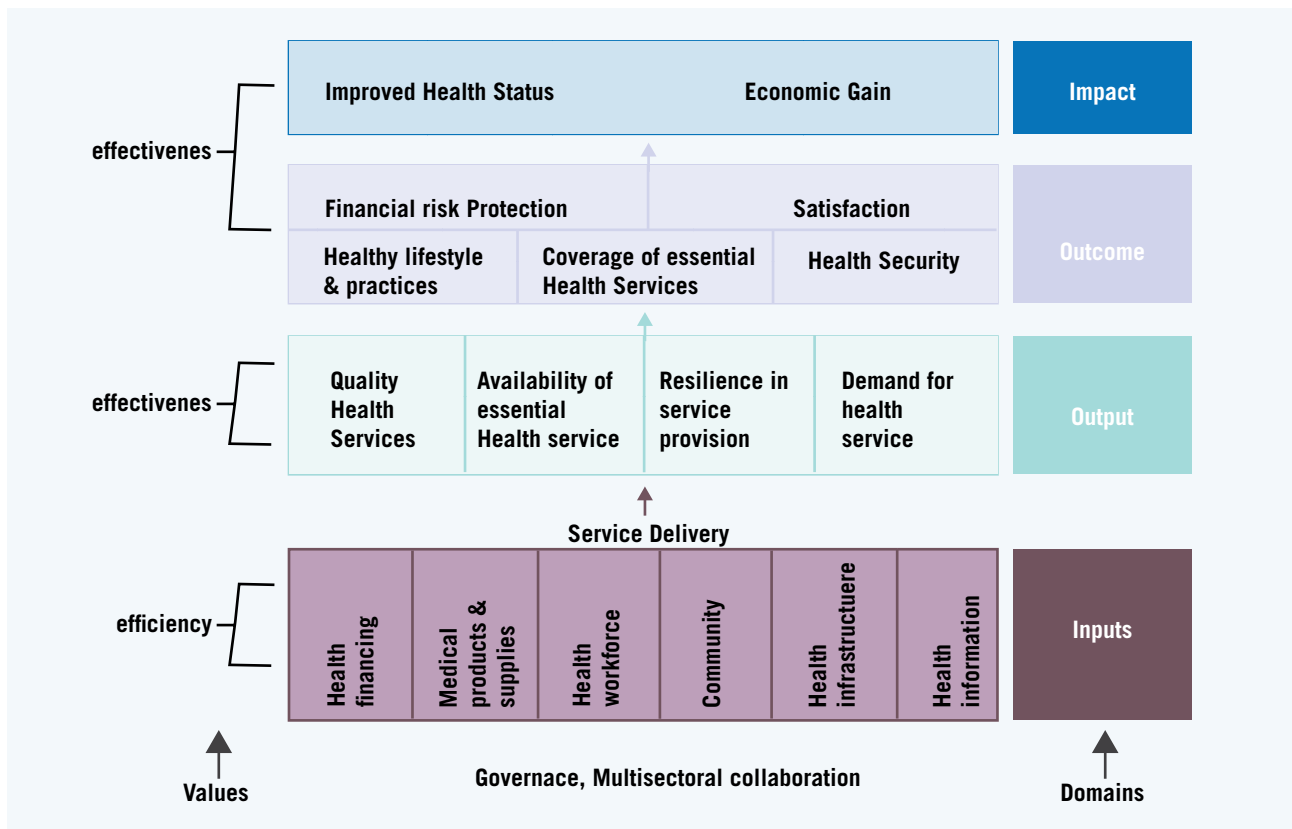 Improved Health Status
Economic Gain
Impact
effectivenes
Financial risk Protection
Satisfaction
Outcome
Healthy lifestyle
& practices
Coverage of essential
Health Services
Health Security
effectivenes
Quality
Health
Services
Availability of
essential
Health service
Resilience in
service
provision
Demand for
health
service
Output
Service Delivery
efficiency
Health
financing
Medical
products &
supplies
Health
workforce
Community
Health
infrastructuere
Health
information
Inputs
Values
Governace, Multisectoral collaboration
Domains